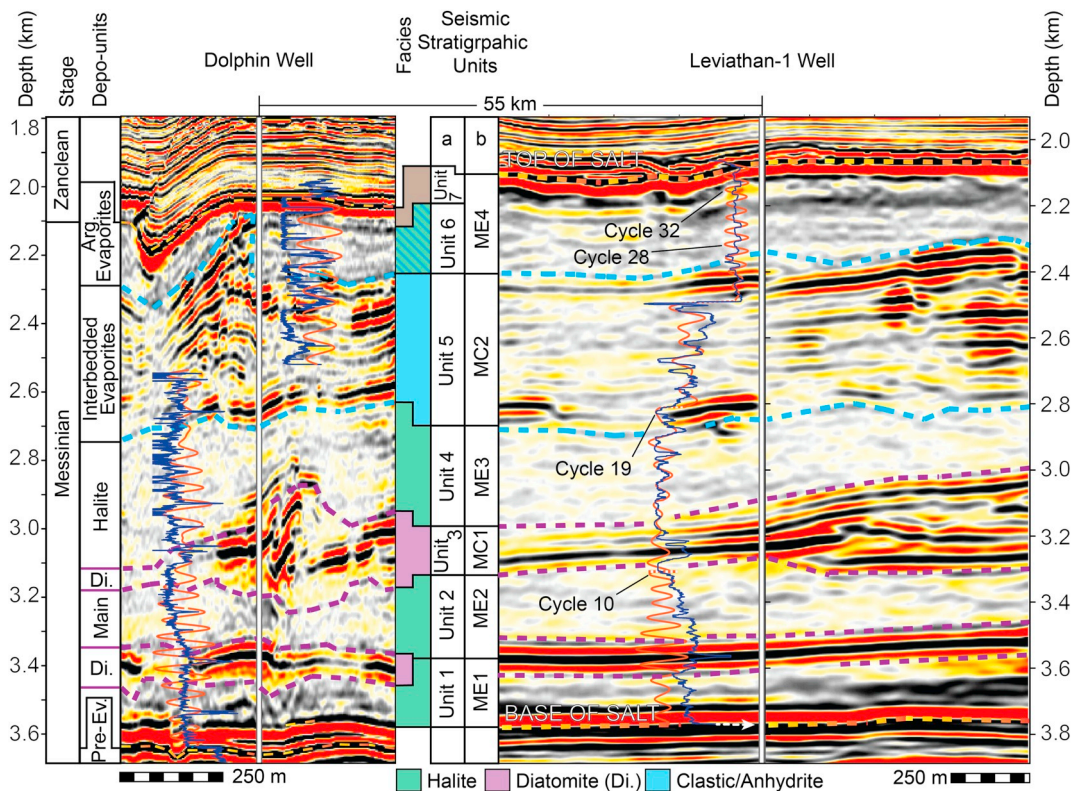 Depth (km)
Stage
Depo-units
Dolphin Well
Facies
Seismic
Stratigrpahic
Units
Leviathan-1 Well
Depth (km)
55 km
a
b
1.8
2.0
2.2
2.4
2.6
2.8
3.0
3.2
3.4
3.6
Zanclean
Messinian
Arg.
Evaporites
Interbedded
Evaporites
Halite
Di.
Main
Di.
Pre-Ev.
Unit
7
Unit 6
Unit 5
Unit 4
Unit
3
Unit 2
Unit 1
ME4
MC2
ME3
MC1
ME2
ME1
TOP OF SALT
Cycle 32
Cycle 28
Cycle 19
Cycle 10
BASE OF SALT
2.0
2.2
2.4
2.6
2.8
3.0
3.2
3.4
3.6
3.8
250 m
Halite
Diatomite (Di.)
Clastic/Anhydrite
250 m